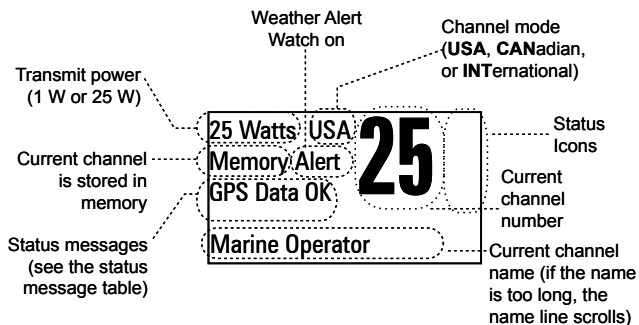 Weather Alert
Watch on
Channel mode
(USA, CANadian,
or INTernational)
Transmit power
(1 W or 25 W)
25 Watts USA 25
Memory Alert
GPS Data OK
Marine Operator
Current channel
is stored in
memory
Status messages
(see the status
message table)
Status
Icons
Current
channel
number
Current channel
name (if the name
is too long, the
name line scrolls)